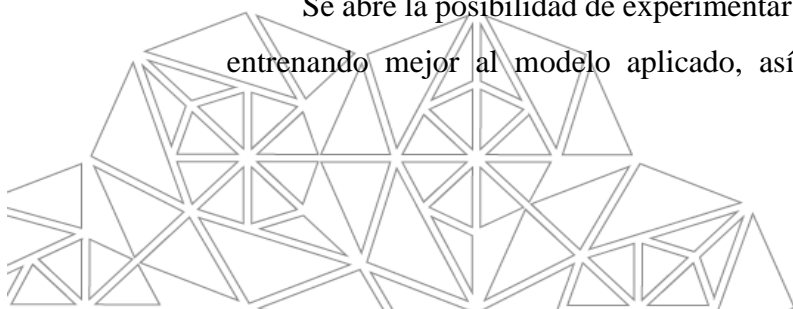 Se abre la posibilidad de experimentar
entrenando mejor al modelo aplicado, así